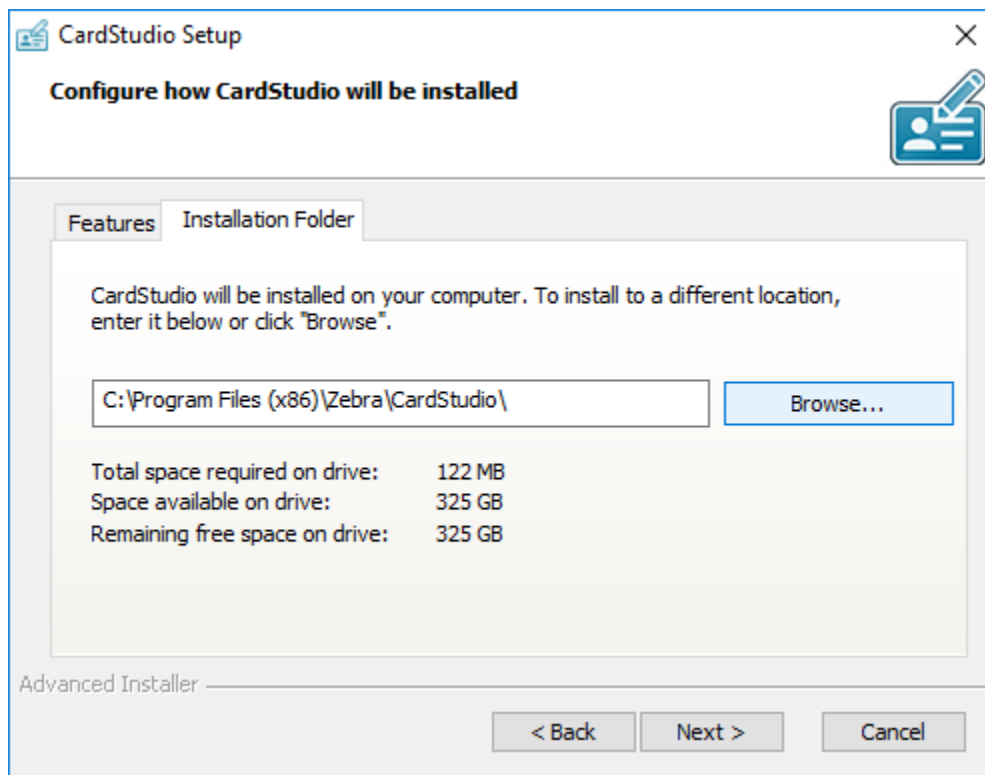 CardStudio Setup
Configure how CardStudio will be installed
Features
Installation Folder
CardStudio will be installed on your computer. To install to a different location,
enter it below or click "Browse".
C:\Program Files (x86)\Zebra\CardStudio\
Browse...
Total space required on drive: 122 MB
Space available on drive: 325 GB
Remaining free space on drive: 325 GB
Advanced Installer
< Back
Next >
Cancel